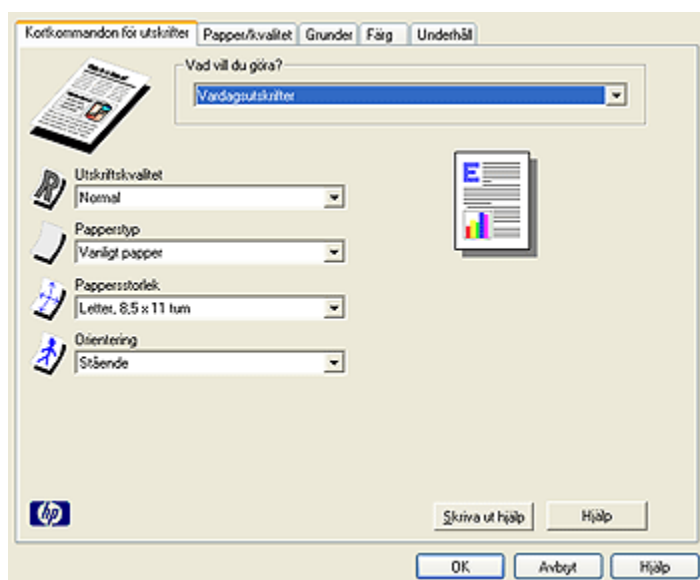 Kortkommandon för utskrifter Papper/kvalitet Grunder Färg Underhåll
Vad vill du göra?
Vardagsutskrifter
Utskriftskvalitet
Normal
Papperstyp
Vanligt papper
Pappersstorlek
Letter, 8,5 x 11 tum
Orientering
Stående
E
hp
Skriva ut hjälp Hjälp
OK Avbryt Hjälp